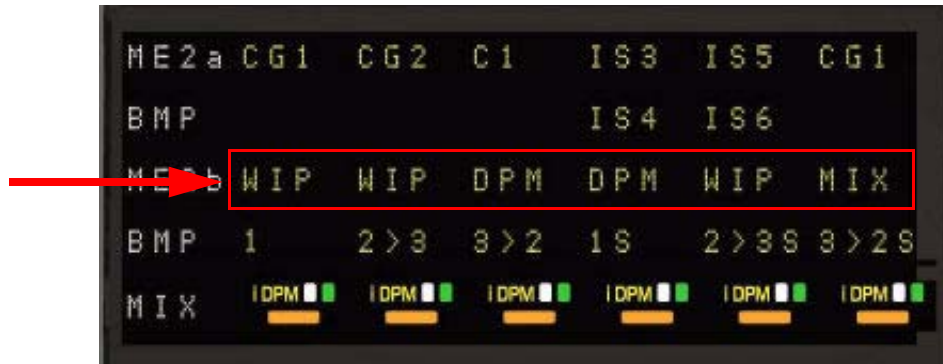 ME2a CG1 CG2 C1 IS3 IS5 CG1
BMP IS4 IS6
ME2b WIP WIP DPM DPM WIP MIX
BMP 1 2>3 3>2 1S 2>3S 3>2S
MIX iDPM iDPM iDPM iDPM iDPM iDPM